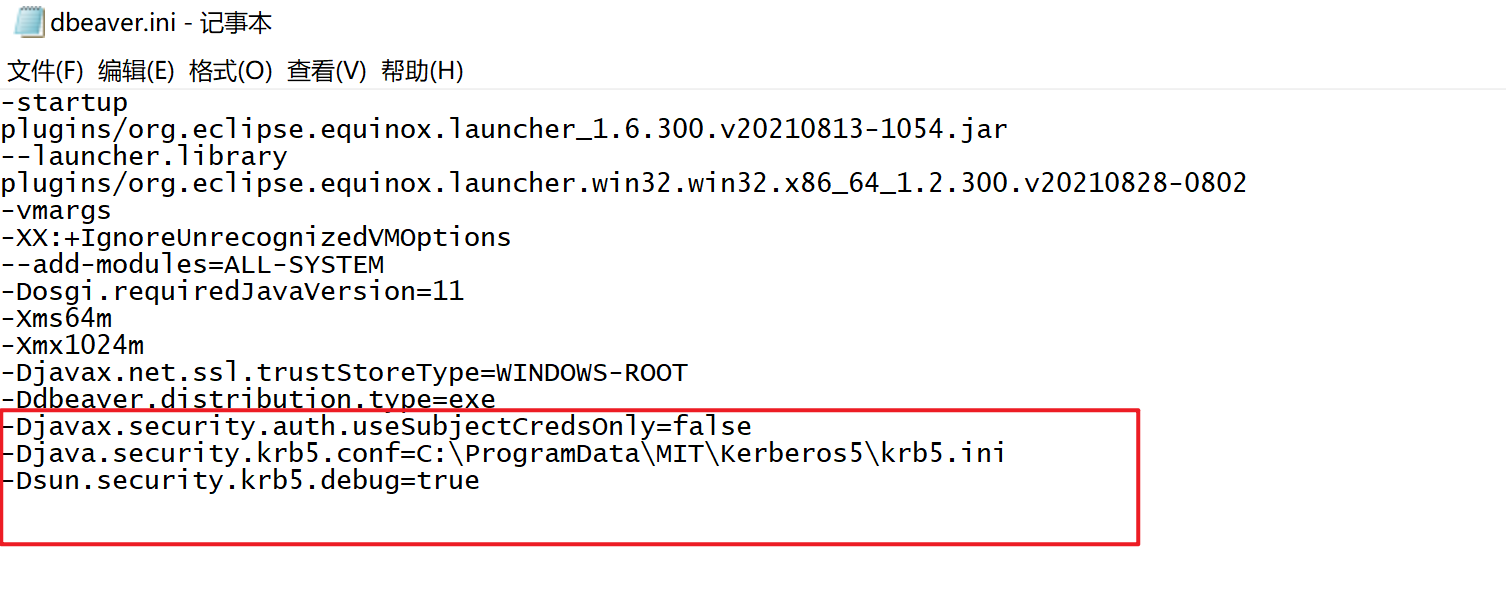 dbeaver.ini - 记事本
文件(F) 编辑(E) 格式(O) 查看(V) 帮助(H)
-startup
plugins/org.eclipse.equinox.launcher_1.6.300.v20210813-1054.jar
--launcher.library
plugins/org.eclipse.equinox.launcher.win32.win32.x86_64_1.2.300.v20210828-0802
-vmargs
-XX:+IgnoreUnrecognizedVMOptions
--add-modules=ALL-SYSTEM
-Dosgi.requiredJavaVersion=11
-Xms64m
-Xmx1024m
-Djavax.net.ssl.trustStoreType=WINDOWS-ROOT
-Ddbeaver.distribution.type=exe
-Djavax.security.auth.useSubjectCredsOnly=false
-Djava.security.krb5.conf=C:\ProgramData\MIT\Kerberos5\krb5.ini
-Dsun.security.krb5.debug=true